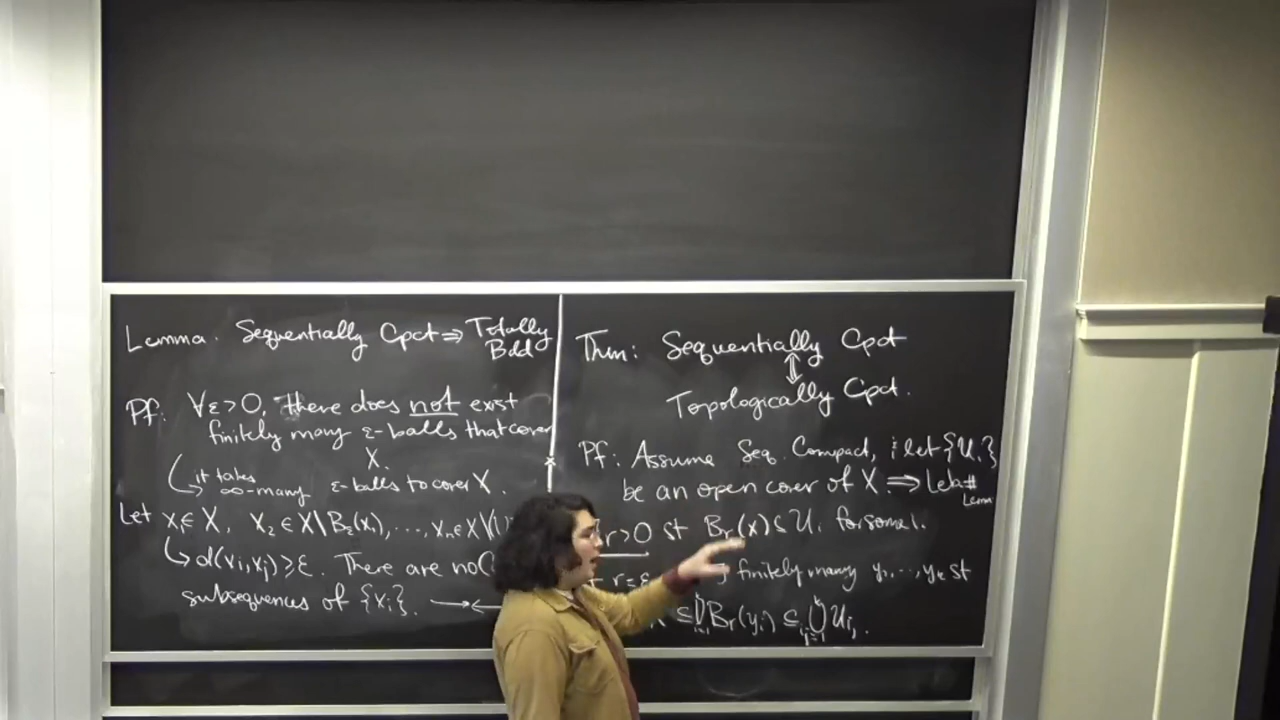 Lemma. Sequentially Cpct ⇒ Totally Bdd
Pf: ∀ε>0, there does not exist
finitely many ε-balls that cover
X.
↳ it takes ∞-many ε-balls to cover X.
Let x₁∈X, x₂∈X\B_ε(x₁),...,xₙ∈X\(
↳ d(xᵢ,xⱼ)≥ε. There are no
subsequences of {xᵢ}. →←
Thm: Sequentially Cpct
⇕
Topologically Cpct.
Pf: Assume Seq. Compact, & let {Uᵢ}
be an open cover of X. ⇒ Leb#
Lemma
r>0 st B_r(x)⊆Uᵢ for some i.
r=ε finitely many y₁,...,yₖ st
⊆⋃B_r(yᵢ)⊆⋃Uᵢⱼ.